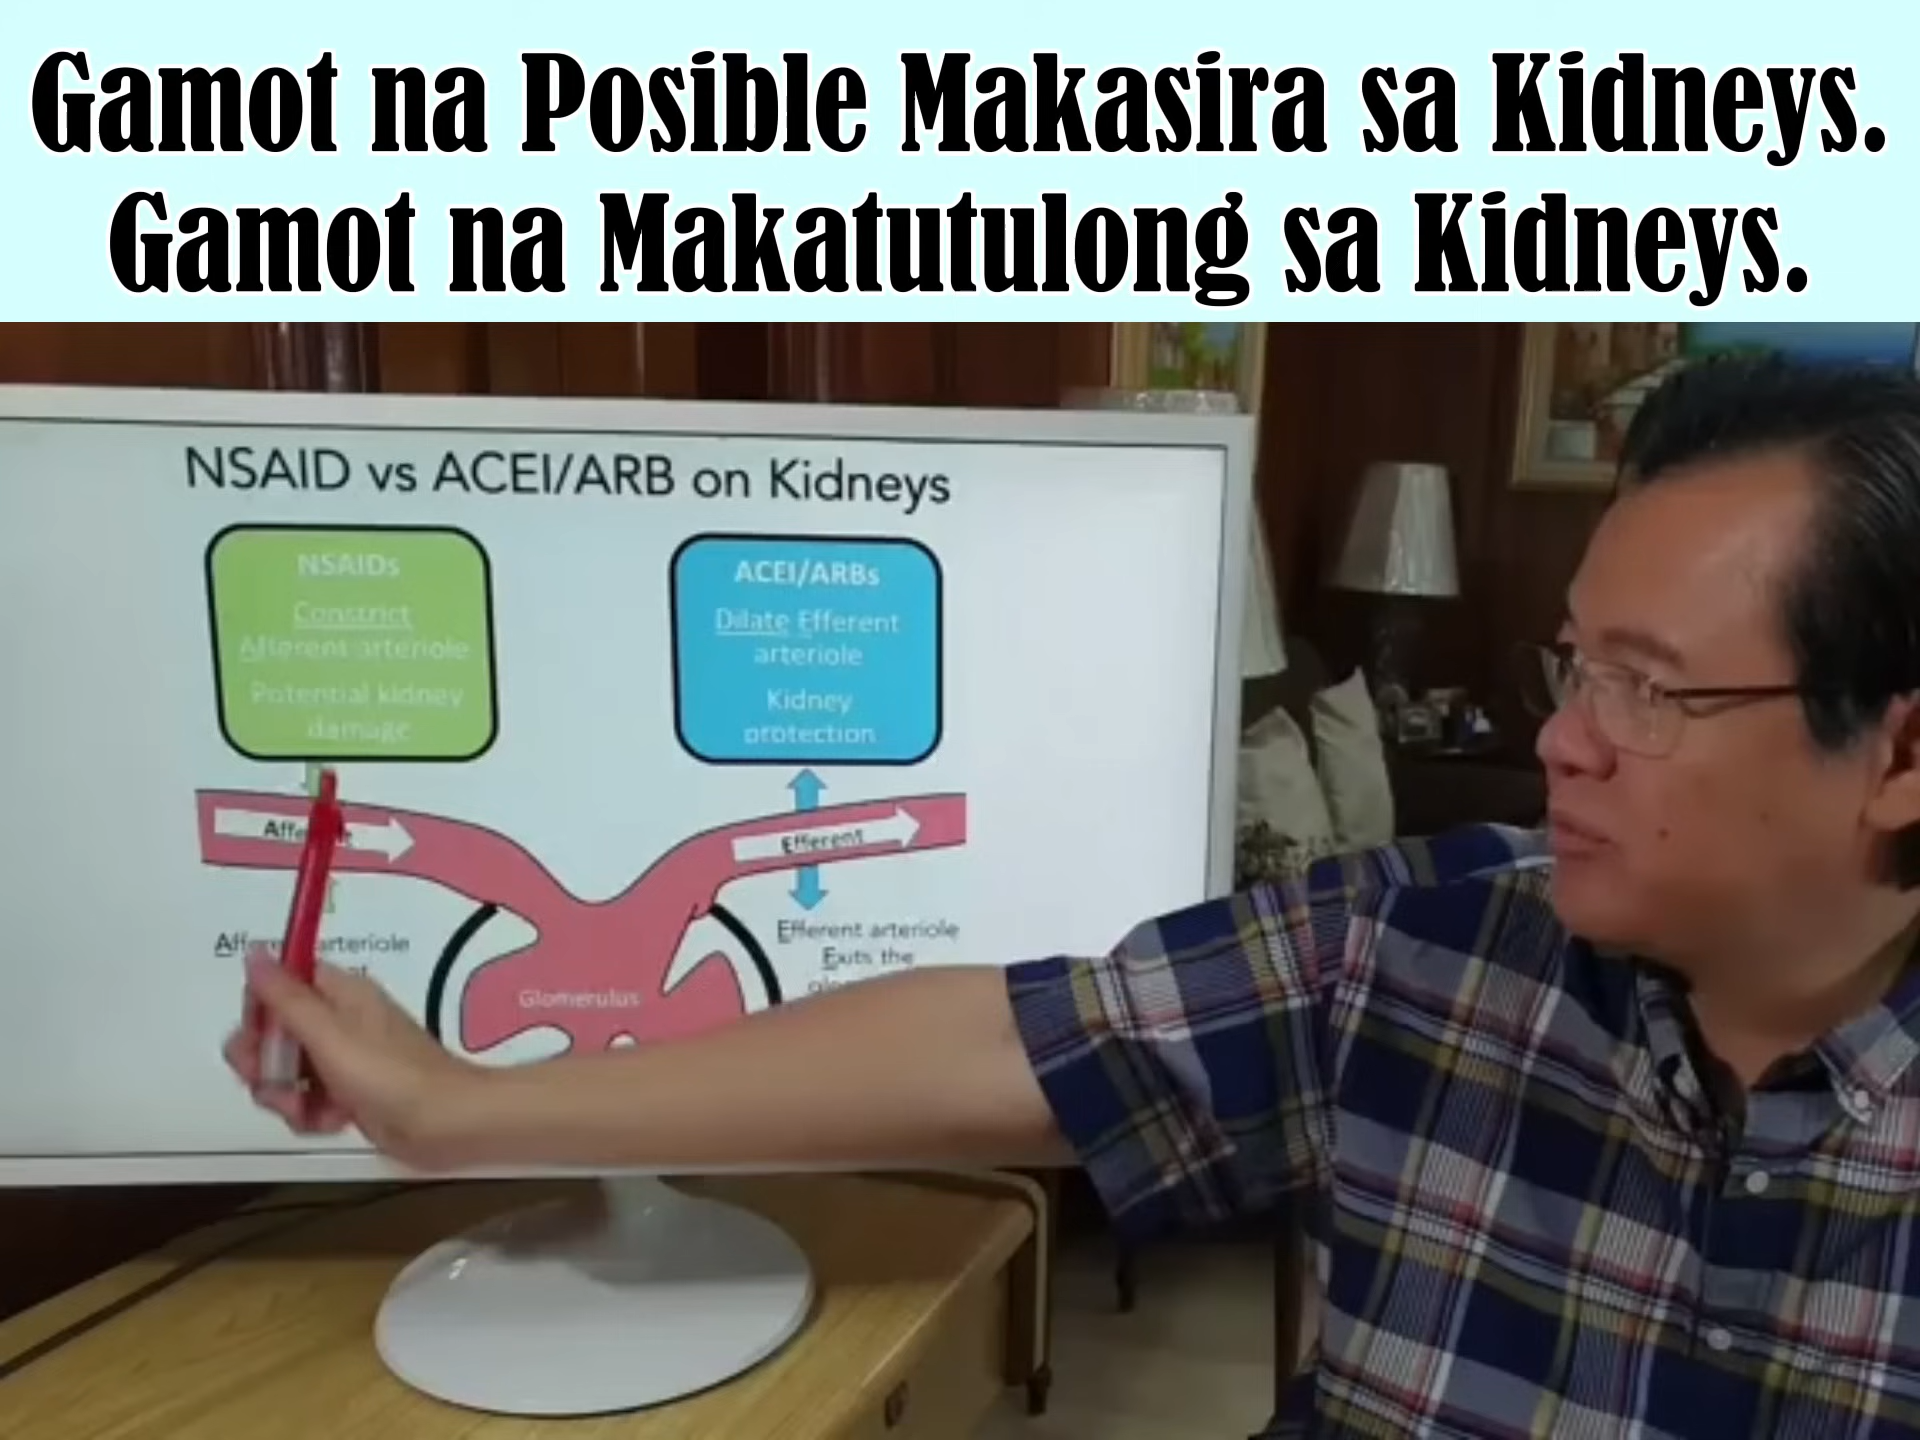 Gamot na Posible Makasira sa Kidneys.
Gamot na Makatutulong sa Kidneys.
NSAID vs ACEI/ARB on Kidneys
NSAIDs
Constrict
Afferent arteriole
Potential kidney
damage
ACEI/ARBs
Dilate Efferent
arteriole
Kidney
protection
Efferent
arteriole
Efferent arteriole
Exits the
Glomerulus